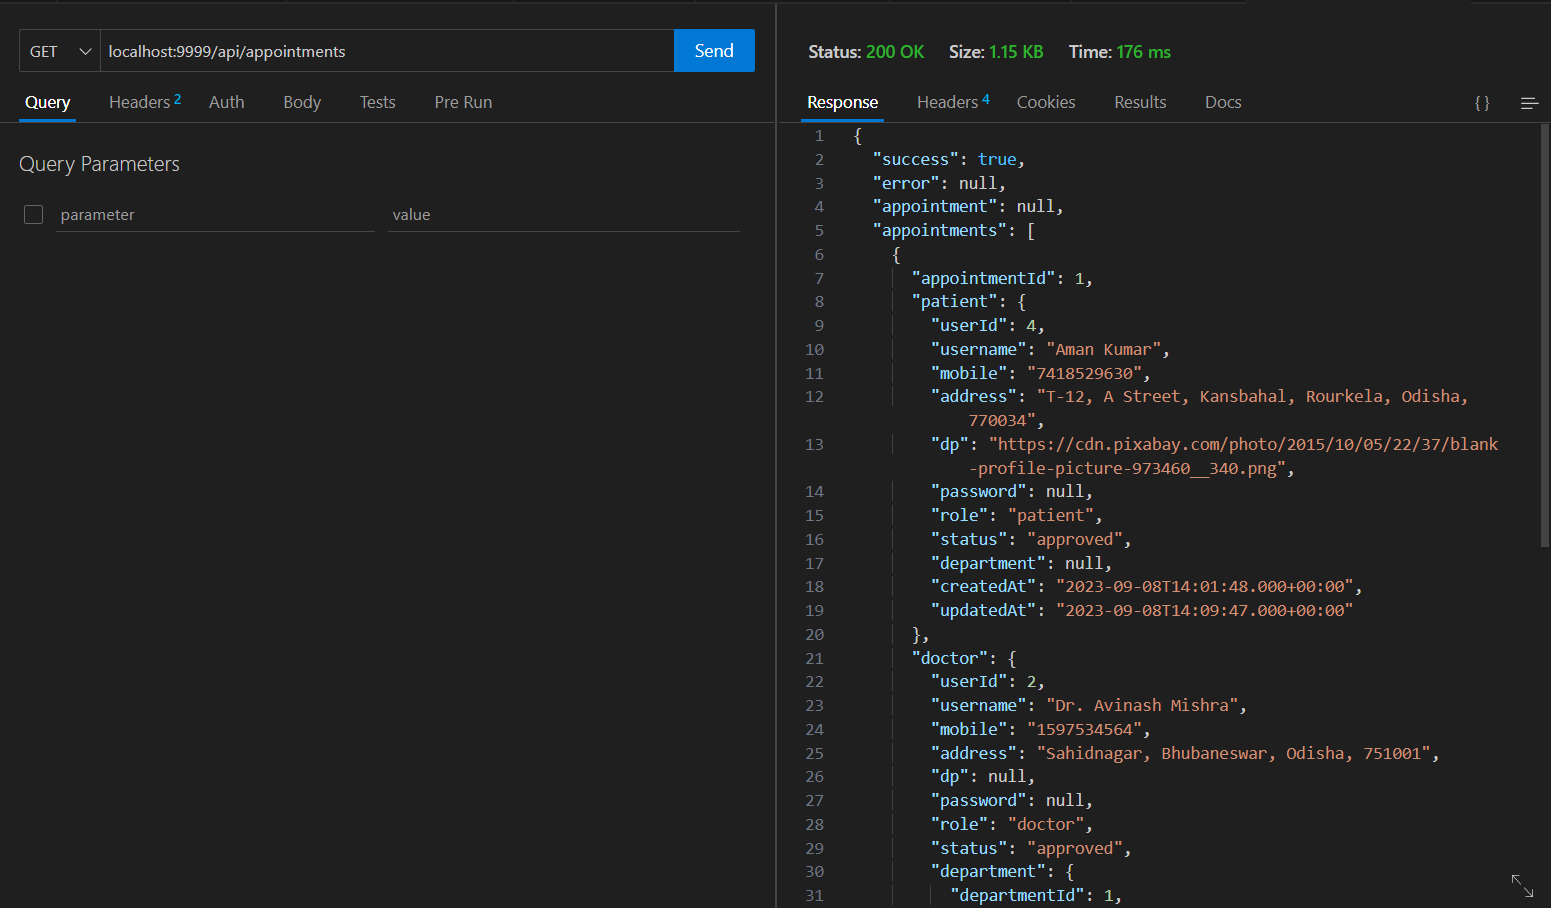 GET localhost:9999/api/appointments Send
Query Headers 2 Auth Body Tests Pre Run
Query Parameters
parameter value
Status: 200 OK Size: 1.15 KB Time: 176 ms
Response Headers 4 Cookies Results Docs {}
1 {
2 "success": true,
3 "error": null,
4 "appointment": null,
5 "appointments": [
6 {
7 "appointmentId": 1,
8 "patient": {
9 "userId": 4,
10 "username": "Aman Kumar",
11 "mobile": "7418529630",
12 "address": "T-12, A Street, Kansbahal, Rourkela, Odisha,
770034",
13 "dp": "https://cdn.pixabay.com/photo/2015/10/05/22/37/blank
-profile-picture-973460__340.png",
14 "password": null,
15 "role": "patient",
16 "status": "approved",
17 "department": null,
18 "createdAt": "2023-09-08T14:01:48.000+00:00",
19 "updatedAt": "2023-09-08T14:09:47.000+00:00"
20 },
21 "doctor": {
22 "userId": 2,
23 "username": "Dr. Avinash Mishra",
24 "mobile": "1597534564",
25 "address": "Sahidnagar, Bhubaneswar, Odisha, 751001",
26 "dp": null,
27 "password": null,
28 "role": "doctor",
29 "status": "approved",
30 "department": {
31 "departmentId": 1,